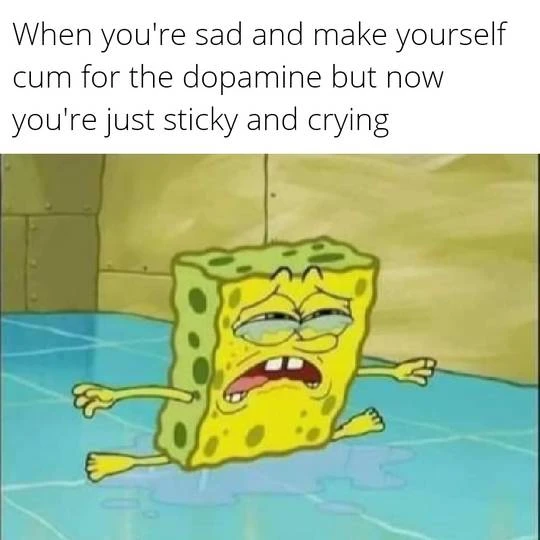 When you're sad and make yourself
cum for the dopamine but now
you're just sticky and crying